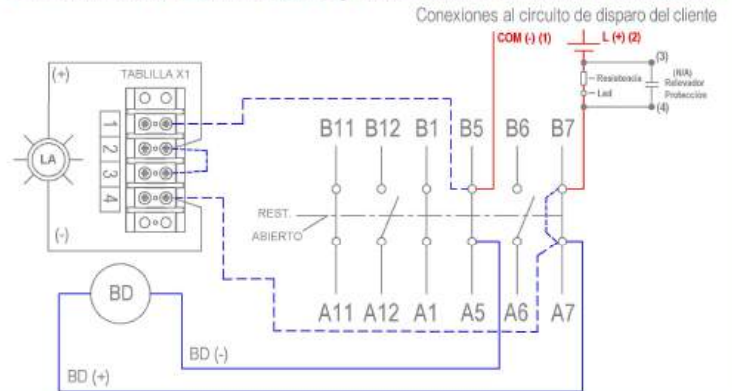 Conexiones al circuito de disparo del cliente
COM (-) (1)
L (+) (2)
(3)
Resistencia
Led
(N/A)
Relevador
Protección
(4)
(+)
TABLILLA X1
1
2
3
4
LA
(-)
B11 B12 B1 B5 B6 B7
REST.
ABIERTO
A11 A12 A1 A5 A6 A7
BD
BD (-)
BD (+)